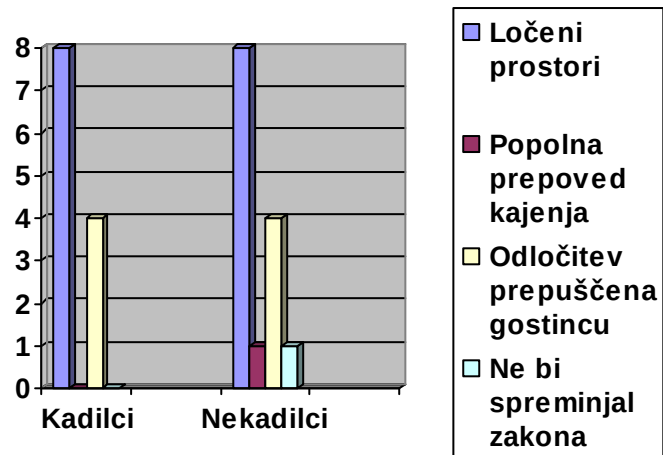 8
7
6
5
4
3
2
1
0
Kadilci
Nekadilci
Ločeni
prostori
Popolna
prepoved
kajenja
Odločitev
prepuščena
gostincu
Ne bi
spreminjal
zakona